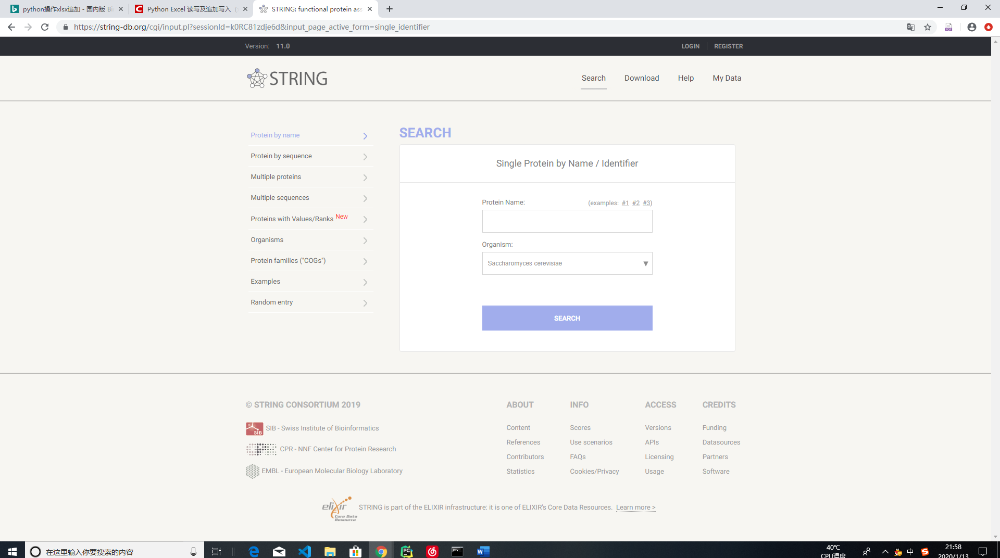 python操作xlsx追加 - 国内版 Bi
Python Excel 读写及追加写入
STRING: functional protein ass
https://string-db.org/cgi/input.pl?sessionId=k0RC81zdje6d&input_page_active_form=single_identifier
Version: 11.0
LOGIN
REGISTER
STRING
Search
Download
Help
My Data
Protein by name
Protein by sequence
Multiple proteins
Multiple sequences
Proteins with Values/Ranks New
Organisms
Protein families ("COGs")
Examples
Random entry
SEARCH
Single Protein by Name / Identifier
Protein Name:
(examples: #1 #2 #3)
Organism:
Saccharomyces cerevisiae
SEARCH
© STRING CONSORTIUM 2019
SIB
SIB - Swiss Institute of Bioinformatics
CPR - NNF Center for Protein Research
EMBL - European Molecular Biology Laboratory
ABOUT
Content
References
Contributors
Statistics
INFO
Scores
Use scenarios
FAQs
Cookies/Privacy
ACCESS
Versions
APIs
Licensing
Usage
CREDITS
Funding
Datasources
Partners
Software
elixir
Core Data
Resource
STRING is part of the ELIXIR infrastructure: it is one of ELIXIR's Core Data Resources. Learn more >
在这里输入你要搜索的内容
40℃
CPU温度
中
21:58
2020/1/13